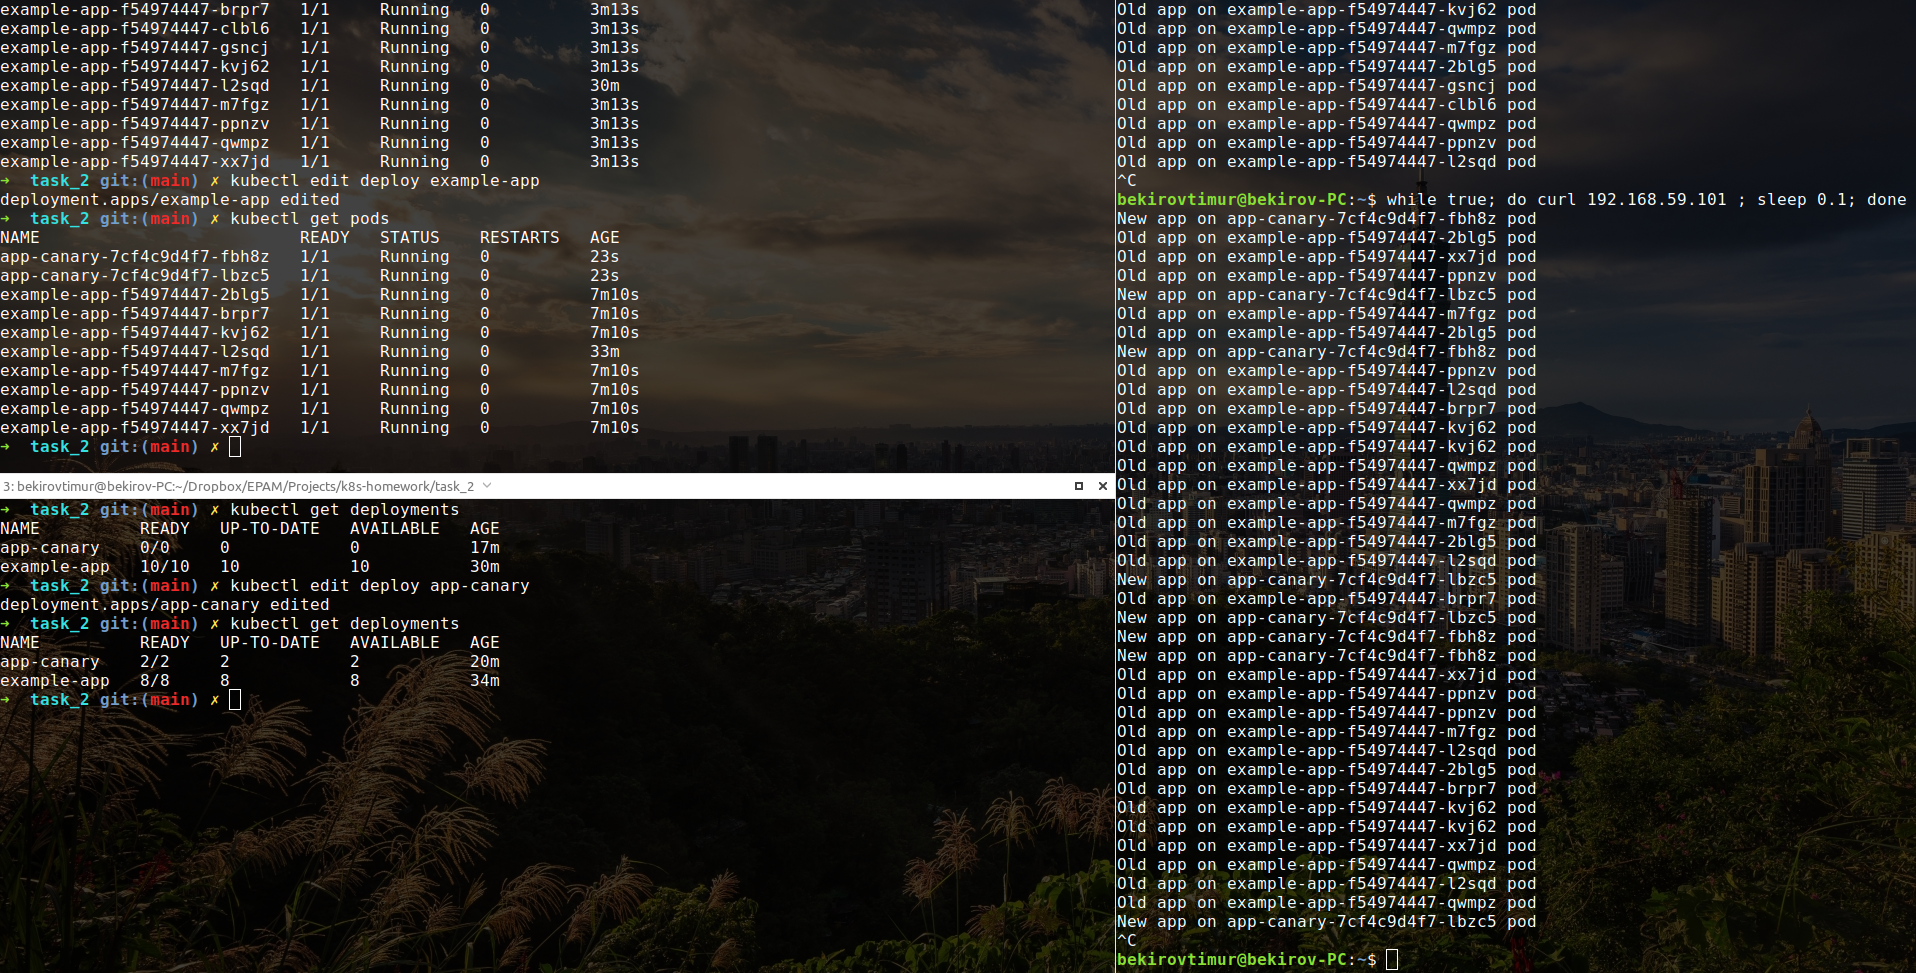 example-app-f54974447-brpr7   1/1     Running   0          3m13s
example-app-f54974447-clbl6   1/1     Running   0          3m13s
example-app-f54974447-gsncj   1/1     Running   0          3m13s
example-app-f54974447-kvj62   1/1     Running   0          3m13s
example-app-f54974447-l2sqd   1/1     Running   0          30m
example-app-f54974447-m7fgz   1/1     Running   0          3m13s
example-app-f54974447-ppnzv   1/1     Running   0          3m13s
example-app-f54974447-qwmpz   1/1     Running   0          3m13s
example-app-f54974447-xx7jd   1/1     Running   0          3m13s
➜  task_2 git:(main) ✗ kubectl edit deploy example-app
deployment.apps/example-app edited
➜  task_2 git:(main) ✗ kubectl get pods
NAME                          READY   STATUS    RESTARTS   AGE
app-canary-7cf4c9d4f7-fbh8z   1/1     Running   0          23s
app-canary-7cf4c9d4f7-lbzc5   1/1     Running   0          23s
example-app-f54974447-2blg5   1/1     Running   0          7m10s
example-app-f54974447-brpr7   1/1     Running   0          7m10s
example-app-f54974447-kvj62   1/1     Running   0          7m10s
example-app-f54974447-l2sqd   1/1     Running   0          33m
example-app-f54974447-m7fgz   1/1     Running   0          7m10s
example-app-f54974447-ppnzv   1/1     Running   0          7m10s
example-app-f54974447-qwmpz   1/1     Running   0          7m10s
example-app-f54974447-xx7jd   1/1     Running   0          7m10s
➜  task_2 git:(main) ✗
3: bekirovtimur@bekirov-PC:~/Dropbox/EPAM/Projects/k8s-homework/task_2
➜  task_2 git:(main) ✗ kubectl get deployments
NAME          READY   UP-TO-DATE   AVAILABLE   AGE
app-canary    0/0     0            0           17m
example-app   10/10   10           10          30m
➜  task_2 git:(main) ✗ kubectl edit deploy app-canary
deployment.apps/app-canary edited
➜  task_2 git:(main) ✗ kubectl get deployments
NAME          READY   UP-TO-DATE   AVAILABLE   AGE
app-canary    2/2     2            2           20m
example-app   8/8     8            8           34m
➜  task_2 git:(main) ✗
Old app on example-app-f54974447-kvj62 pod
Old app on example-app-f54974447-qwmpz pod
Old app on example-app-f54974447-m7fgz pod
Old app on example-app-f54974447-2blg5 pod
Old app on example-app-f54974447-gsncj pod
Old app on example-app-f54974447-clbl6 pod
Old app on example-app-f54974447-qwmpz pod
Old app on example-app-f54974447-ppnzv pod
Old app on example-app-f54974447-l2sqd pod
^C
bekirovtimur@bekirov-PC:~$ while true; do curl 192.168.59.101 ; sleep 0.1; done
New app on app-canary-7cf4c9d4f7-fbh8z pod
Old app on example-app-f54974447-2blg5 pod
Old app on example-app-f54974447-xx7jd pod
Old app on example-app-f54974447-ppnzv pod
New app on app-canary-7cf4c9d4f7-lbzc5 pod
Old app on example-app-f54974447-m7fgz pod
Old app on example-app-f54974447-2blg5 pod
New app on app-canary-7cf4c9d4f7-fbh8z pod
Old app on example-app-f54974447-ppnzv pod
Old app on example-app-f54974447-l2sqd pod
Old app on example-app-f54974447-brpr7 pod
Old app on example-app-f54974447-kvj62 pod
Old app on example-app-f54974447-kvj62 pod
Old app on example-app-f54974447-qwmpz pod
Old app on example-app-f54974447-xx7jd pod
Old app on example-app-f54974447-qwmpz pod
Old app on example-app-f54974447-m7fgz pod
Old app on example-app-f54974447-2blg5 pod
Old app on example-app-f54974447-l2sqd pod
New app on app-canary-7cf4c9d4f7-lbzc5 pod
Old app on example-app-f54974447-brpr7 pod
New app on app-canary-7cf4c9d4f7-lbzc5 pod
New app on app-canary-7cf4c9d4f7-fbh8z pod
New app on app-canary-7cf4c9d4f7-fbh8z pod
Old app on example-app-f54974447-xx7jd pod
Old app on example-app-f54974447-ppnzv pod
Old app on example-app-f54974447-ppnzv pod
Old app on example-app-f54974447-m7fgz pod
Old app on example-app-f54974447-l2sqd pod
Old app on example-app-f54974447-2blg5 pod
Old app on example-app-f54974447-brpr7 pod
Old app on example-app-f54974447-kvj62 pod
Old app on example-app-f54974447-kvj62 pod
Old app on example-app-f54974447-xx7jd pod
Old app on example-app-f54974447-qwmpz pod
Old app on example-app-f54974447-l2sqd pod
Old app on example-app-f54974447-qwmpz pod
New app on app-canary-7cf4c9d4f7-lbzc5 pod
^C
bekirovtimur@bekirov-PC:~$